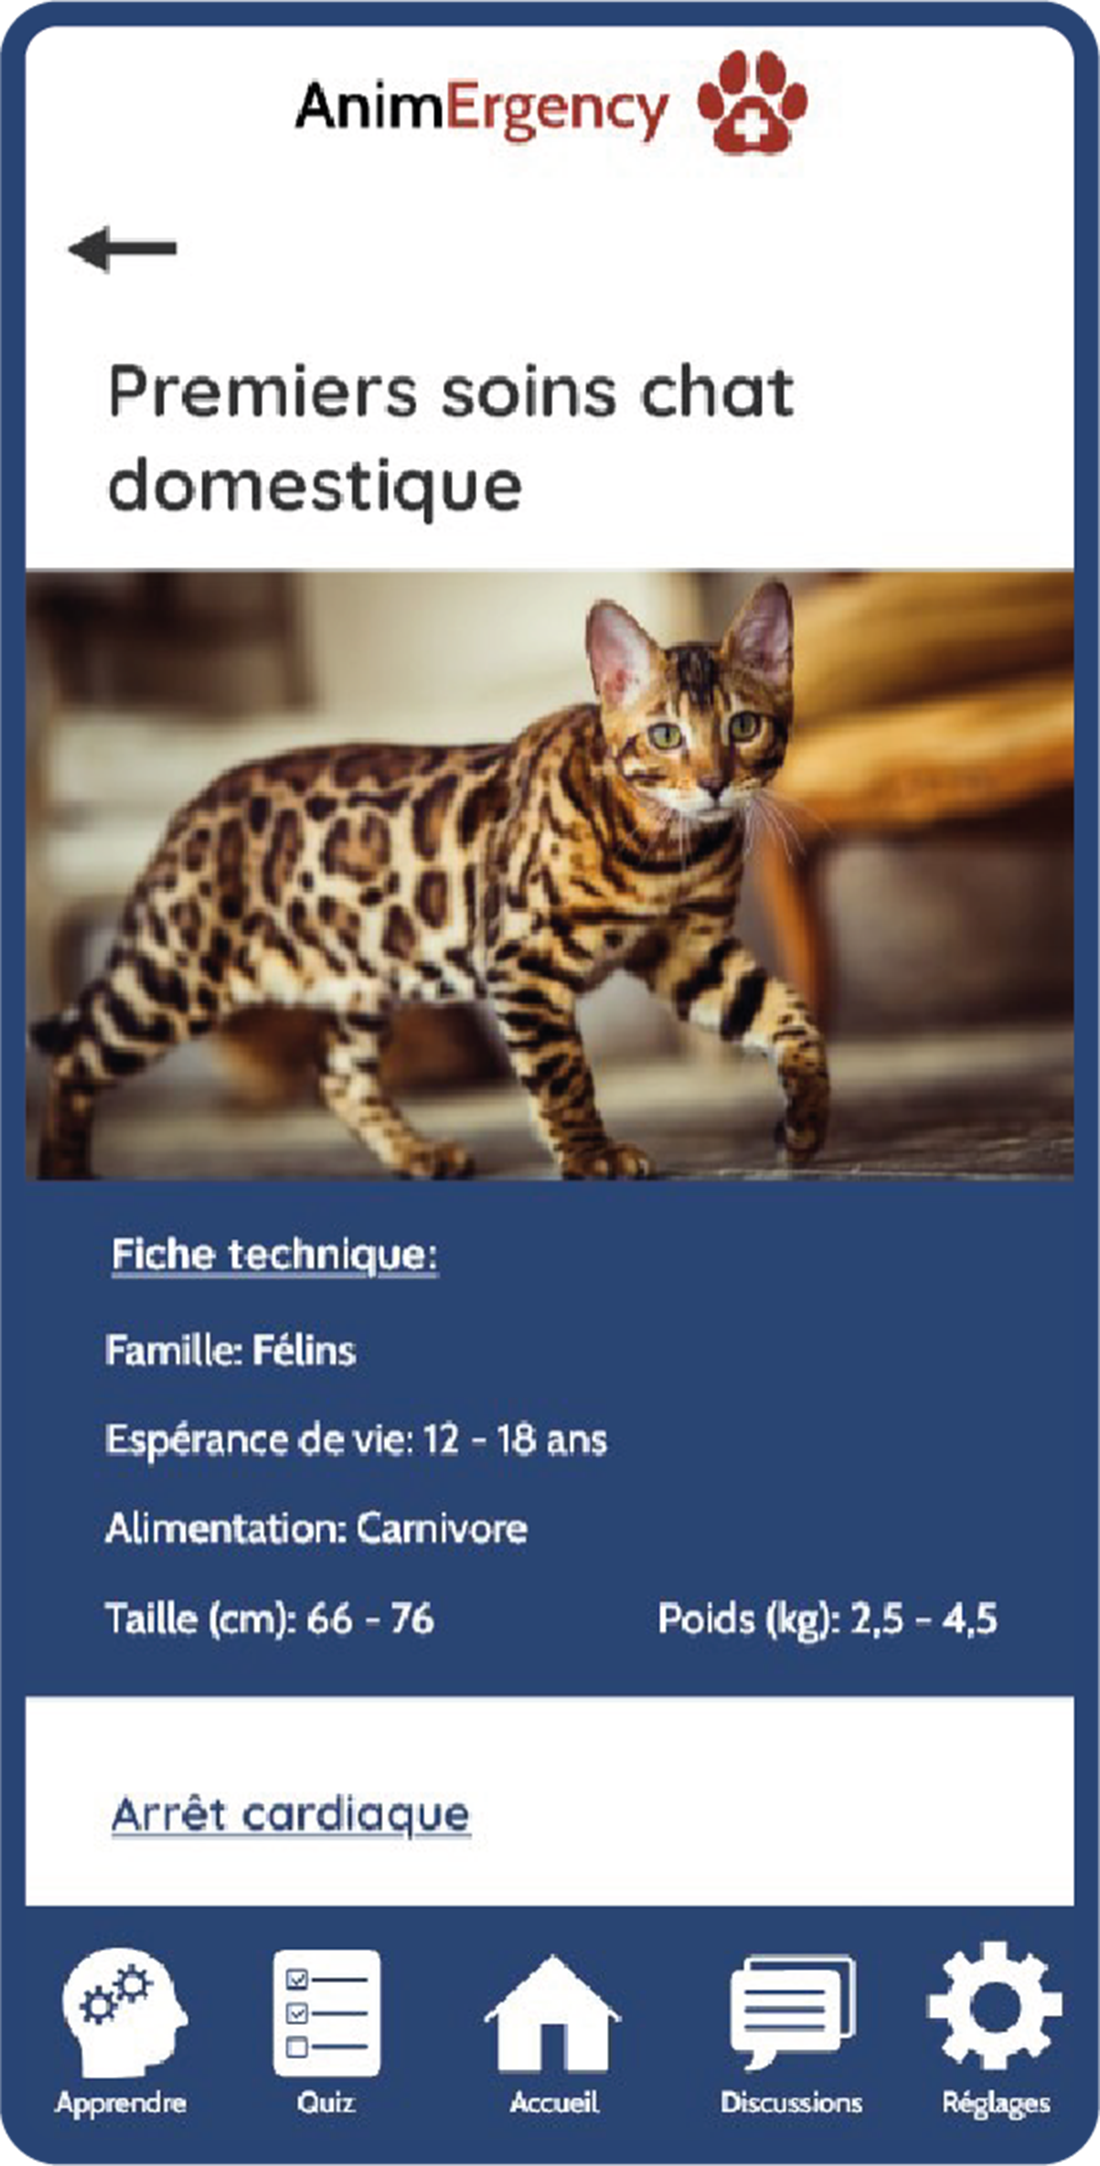 AnimErgency
Premiers soins chat
domestique
Fiche technique:
Famille: Félins
Espérance de vie: 12 - 18 ans
Alimentation: Carnivore
Taille (cm): 66 - 76 Poids (kg): 2,5 - 4,5
Arrêt cardiaque
Apprendre Quiz Accueil Discussions Réglages